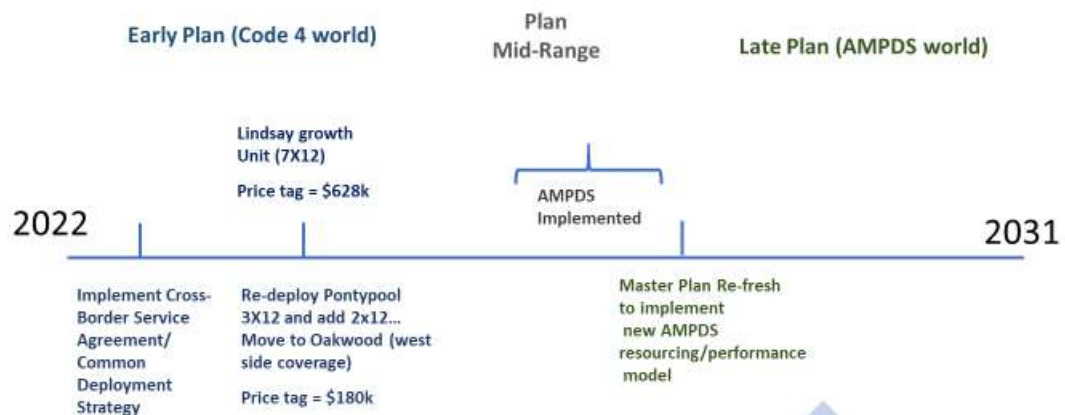 Early Plan (Code 4 world)
Plan
Mid-Range
Late Plan (AMPDS world)
Lindsay growth
Unit (7X12)
Price tag = $628k
AMPDS
Implemented
2022
2031
Implement Cross-
Border Service
Agreement/
Common
Deployment
Strategy
Re-deploy Pontypool
3X12 and add 2x12...
Move to Oakwood (west
side coverage)
Price tag = $180k
Master Plan Re-fresh
to implement
new AMPDS
resourcing/performance
model